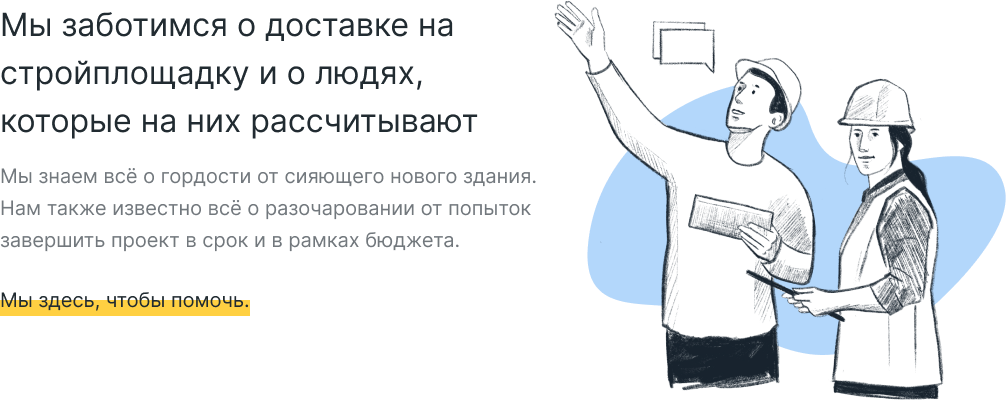 Мы заботимся о доставке на
стройплощадку и о людях,
которые на них рассчитывают
Мы знаем всё о гордости от сияющего нового здания.
Нам также известно всё о разочаровании от попыток
завершить проект в срок и в рамках бюджета.
Мы здесь, чтобы помочь.